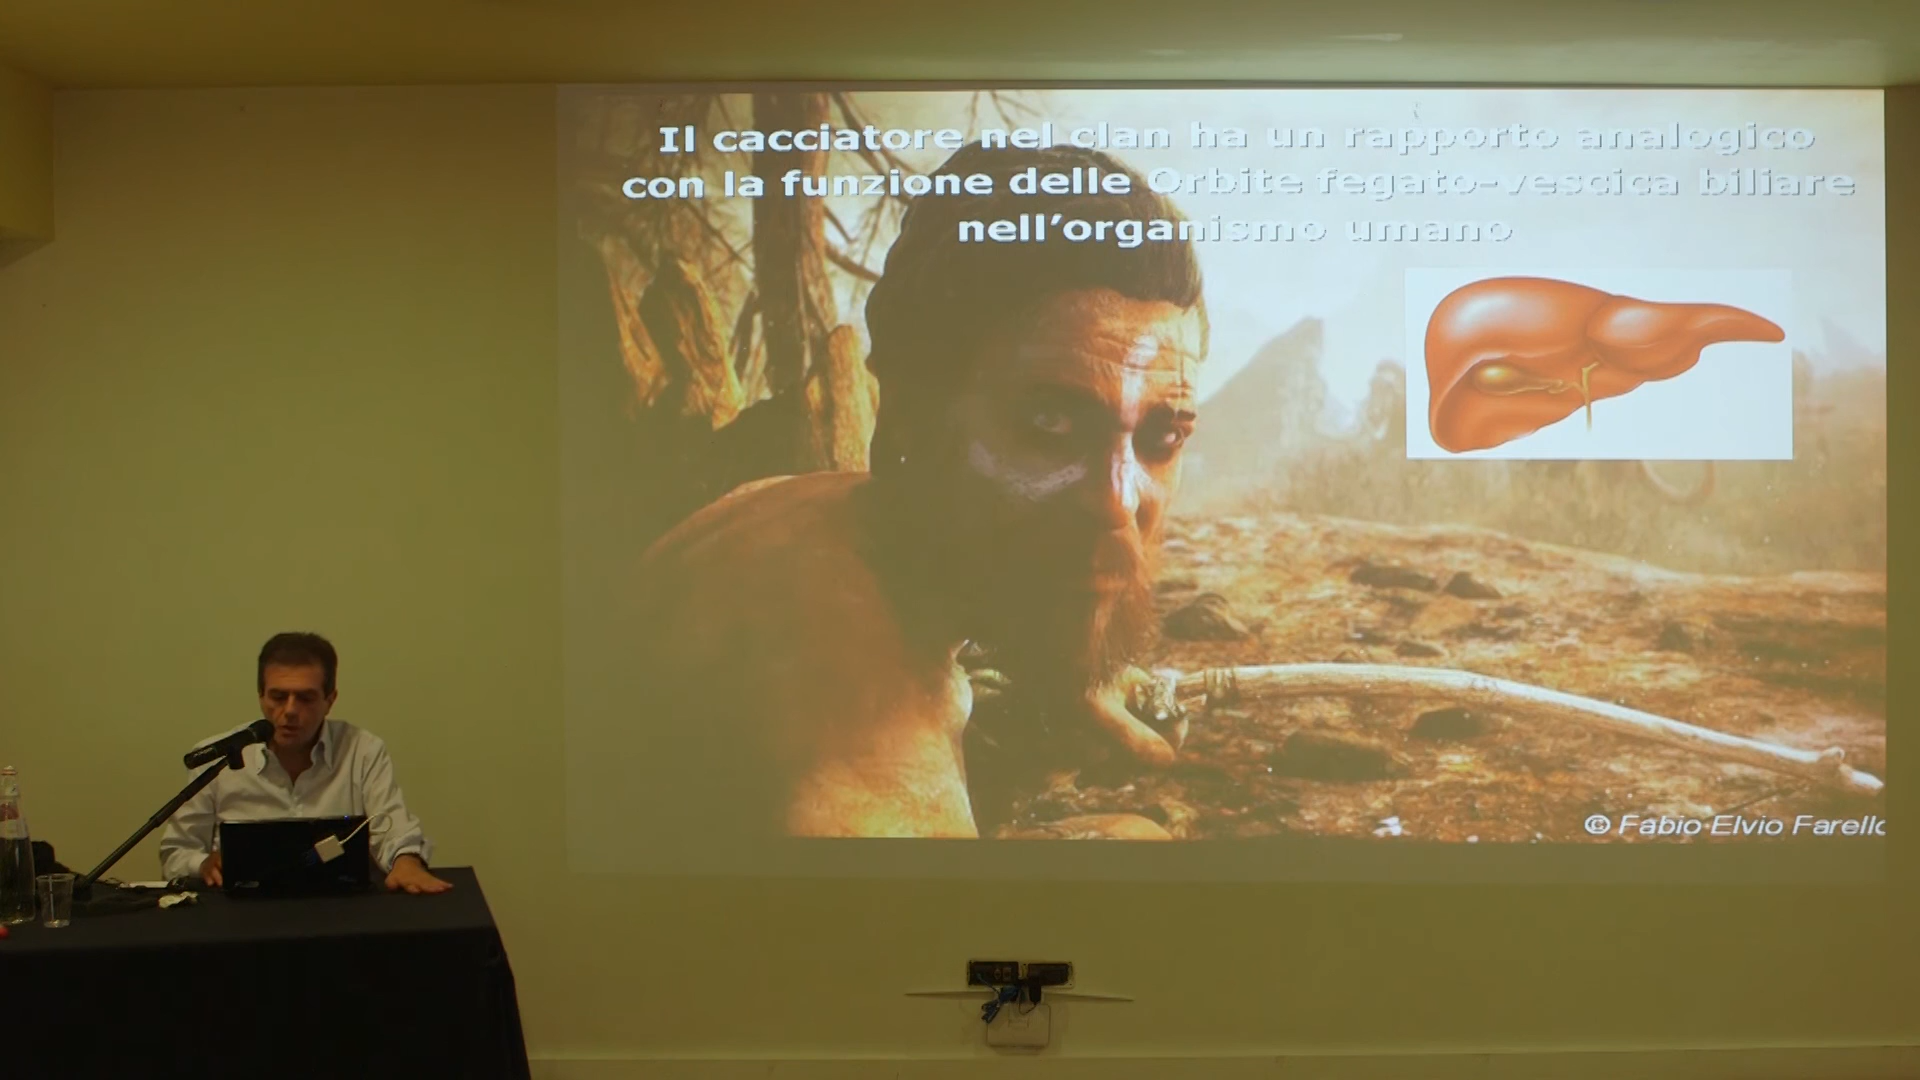 Il cacciatore nel clan ha un rapporto analogico
con la funzione delle Orbite fegato-vescica biliare
nell'organismo umano
© Fabio Elvio Farello